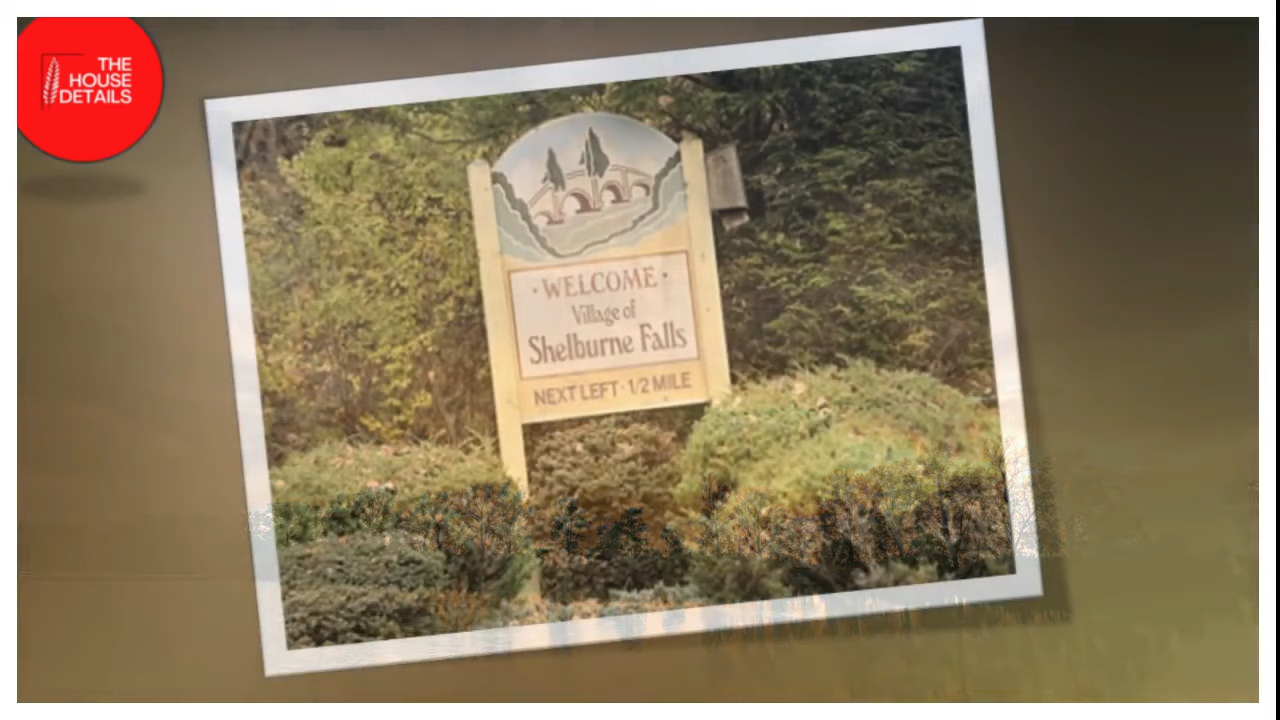 THE
HOUSE
DETAILS
· WELCOME ·
Village of
Shelburne Falls
NEXT LEFT · 1/2 MILE